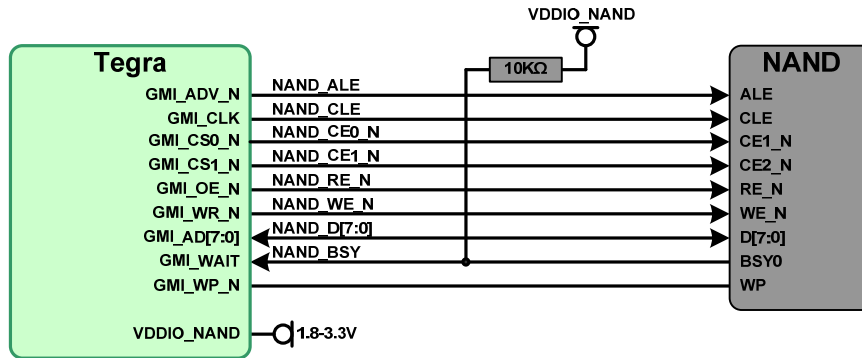 VDDIO_NAND
Tegra
10KΩ
NAND
GMI_ADV_N NAND_ALE ALE
GMI_CLK NAND_CLE CLE
GMI_CS0_N NAND_CE0_N CE1_N
GMI_CS1_N NAND_CE1_N CE2_N
GMI_OE_N NAND_RE_N RE_N
GMI_WR_N NAND_WE_N WE_N
GMI_AD[7:0] NAND_D[7:0] D[7:0]
GMI_WAIT NAND_BSY BSY0
GMI_WP_N WP
VDDIO_NAND 1.8-3.3V